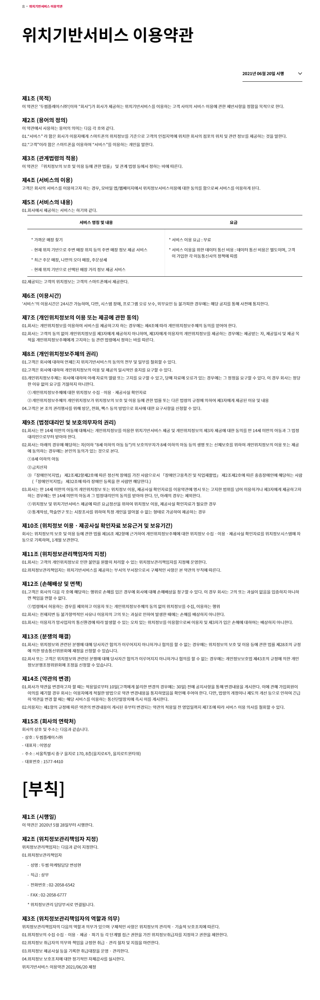 홈 • 위치기반서비스 이용약관
위치기반서비스 이용약관
2021년 06월 20일 시행
제1조 (목적)
이 약관은 '투썸플레이스㈜'(이하 "회사")가 회사가 제공하는 위치기반서비스를 이용하는 고객 사이의 서비스 이용에 관한 제반사항을 정함을 목적으로 한다.
제2조 (용어의 정의)
이 약관에서 사용하는 용어의 의미는 다음 각 호와 같다.
01.“서비스” 라 함은 회사가 이용자에게 스마트폰의 위치정보를 기준으로 고객의 인접지역에 위치한 회사의 점포의 위치 및 관련 정보를 제공하는 것을 말한다.
02.“고객”이라 함은 스마트폰을 이용하여 “서비스”를 이용하는 개인을 말한다.
제3조 (관계법령의 적용)
이 약관은 「위치정보의 보호 및 이용 등에 관한 법률」 및 관계 법령 등에서 정하는 바에 따른다.
제4조 (서비스의 이용)
고객은 회사의 서비스를 이용하고자 하는 경우, 모바일 앱/웹페이지에서 위치정보서비스이용에 대한 동의를 함으로써 서비스를 이용하게 된다.
제5조 (서비스의 내용)
01.회사에서 제공하는 서비스는 하기와 같다.
서비스 명칭 및 내용
요금
* 가까운 매장 찾기
- 현재 위치 기반으로 주변 매장 위치 등의 주변 매장 정보 제공 서비스
* 최근 주문 매장, 나만의 오더 매장, 주문상세
- 현재 위치 기반으로 선택된 매장 거리 정보 제공 서비스
* 서비스 이용 요금 : 무료
* 서비스 이용을 위한 데이터 통신 비용 : 데이터 통신 비용은 별도이며, 고객
이 가입한 각 이동통신사의 정책에 따름
02.제공되는 고객의 위치정보는 고객의 스마트폰에서 제공한다.
제6조 (이용시간)
'서비스'의 이용시간은 24시간 가능하며, 다만, 시스템 장애, 프로그램 오류 보수, 외부요인 등 불가피한 경우에는 해당 공지를 통해 사전에 통지한다.
제7조 (개인위치정보의 이용 또는 제공에 관한 동의)
01.회사는 개인위치정보를 이용하여 서비스를 제공하고자 하는 경우에는 제4조에 따라 개인위치정보주체의 동의를 얻어야 한다.
02.회사는 고객의 동의 없이 개인위치정보를 제3자에게 제공하지 아니하며, 제3자에게 이용자의 개인위치정보를 제공하는 경우에는 제공받는 자, 제공일시 및 제공 목
적을 개인위치정보주체에게 고지하는 등 관련 법령에서 정하는 바를 따른다.
제8조 (개인위치정보주체의 권리)
01.고객은 회사에 대하여 언제든지 위치기반서비스의 동의의 전부 및 일부를 철회할 수 있다.
02.고객은 회사에 대하여 개인위치정보의 이용 및 제공의 일시적인 중지를 요구할 수 있다.
03.개인위치정보주체는 회사에 대하여 아래 자료의 열람 또는 고지를 요구할 수 있고, 당해 자료에 오류가 있는 경우에는 그 정정을 요구할 수 있다. 이 경우 회사는 정당
한 이유 없이 요구를 거절하지 아니한다.
①개인위치정보주체에 대한 위치정보 수집ㆍ이용ㆍ제공사실 확인자료
②개인위치정보주체의 개인위치정보가 위치정보의 보호 및 이용 등에 관한 법률 또는 다른 법령의 규정에 의하여 제3자에게 제공된 이유 및 내용
04.고객은 본 조의 권리행사를 위해 방문, 전화, 팩스 등의 방법으로 회사에 대한 요구사항을 신청할 수 있다.
제9조 (법정대리인 및 보호의무자의 권리)
01.회사는 만 14세 미만의 아동에 대해서는 개인위치정보를 이용한 위치기반서비스 제공 및 개인위치정보의 제3자 제공에 대한 동의를 만 14세 미만의 아동과 그 법정
대리인으로부터 받아야 한다.
02.회사는 아래의 경우에 해당하는 자(이하 “8세 이하의 아동 등”)의 보호의무자가 8세 이하의 아동 등의 생명 또는 신체보호를 위하여 개인위치정보의 이용 또는 제공
에 동의하는 경우에는 본인의 동의가 있는 것으로 본다.
①8세 이하의 아동
②금치산자
③「장애인복지법」 제2조제2항제2호에 따른 정신적 장애를 가진 사람으로서 「장애인고용촉진 및 직업재활법」 제2조제2호에 따른 중증장애인에 해당하는 사람
(「장애인복지법」 제32조에 따라 장애인 등록을 한 사람만 해당한다.)
03.회사는 만 14세 미만의 아동의 개인위치정보 또는 위치정보 이용, 제공사실 확인자료를 이용약관에 명시 또는 고지한 범위를 넘어 이용하거나 제3자에게 제공하고자
하는 경우에는 만 14세 미만의 아동과 그 법정대리인의 동의를 받아야 한다. 단, 아래의 경우는 제외한다.
①위치정보 및 위치기반서비스 제공에 따른 요금정산을 위하여 위치정보 이용, 제공사실 확인자료가 필요한 경우
②통계작성, 학술연구 또는 시장조사를 위하여 특정 개인을 알아볼 수 없는 형태로 가공하여 제공하는 경우
제10조 (위치정보 이용ㆍ제공사실 확인자료 보유근거 및 보유기간)
회사는 위치정보의 보호 및 이용 등에 관한 법률 제16조 제2항에 근거하여 개인위치정보주체에 대한 위치정보 수집ㆍ이용ㆍ제공사실 확인자료를 위치정보시스템에 자
동으로 기록하며, 1개월 보관한다.
제11조 (위치정보관리책임자의 지정)
01.회사는 고객의 개인위치정보로 인한 불만을 원활히 처리할 수 있는 위치정보관리책임자를 지정해 운영한다.
02.위치정보관리책임자는 위치기반서비스를 제공하는 부서의 부서장으로서 구체적인 사항은 본 약관의 부칙에 따른다.
제12조 (손해배상 및 면책)
01.고객은 회사의 다음 각 호에 해당하는 행위로 손해를 입은 경우에 회사에 대해 손해배상을 청구할 수 있다. 이 경우 회사는 고의 또는 과실이 없음을 입증하지 아니하
면 책임을 면할 수 없다.
①법령에서 허용하는 경우를 제외하고 이용자 또는 개인위치정보주체의 동의 없이 위치정보를 수집, 이용하는 행위
02.회사는 천재지변 등 불가항력적인 사유나 이용자의 고의 또는 과실로 인하여 발생한 때에는 손해를 배상하지 아니한다.
03.회사는 이용자가 망사업자의 통신환경에 따라 발생할 수 있는 오차 있는 위치정보를 이용함으로써 이용자 및 제3자가 입은 손해에 대하여는 배상하지 아니한다.
제13조 (분쟁의 해결)
01.회사는 위치정보와 관련된 분쟁에 대해 당사자간 협의가 이루어지지 아니하거나 협의를 할 수 없는 경우에는 위치정보의 보호 및 이용 등에 관한 법률 제28조의 규정
에 의한 방송통신위원회에 재정을 신청할 수 있습니다.
02.회사 또는 고객은 위치정보와 관련된 분쟁에 대해 당사자간 협의가 이루어지지 아니하거나 협의를 할 수 없는 경우에는 개인정보보호법 제43조의 규정에 의한 개인
정보분쟁조정위원회에 조정을 신청할 수 있습니다.
제14조 (약관의 변경)
01.회사가 약관을 변경하고자 할 때는 적용일로부터 10일(고객에게 불리한 변경의 경우에는 30일) 전에 공지사항을 통해 변경내용을 게시한다. 이에 관해 가입회원이
이의를 제기할 경우 회사는 이용자에게 적절한 방법으로 약관 변경내용을 통지하였음을 확인해 주어야 한다. 다만, 법령의 개정이나 제도의 개선 등으로 인하여 긴급
히 약관을 변경 할 때는 해당 서비스를 이용하는 통신단말장치에 즉시 이를 게시한다.
02.이용자는 제1항의 규정에 따른 약관의 변경내용이 게시된 후부터 변경되는 약관의 적용일 전 영업일까지 제7조에 따라 서비스 이용 의사를 철회할 수 있다.
제15조 (회사의 연락처)
회사의 상호 및 주소는 다음과 같습니다.
- 상호 : 투썸플레이스㈜
- 대표자 : 이영상
- 주소 : 서울특별시 중구 을지로 170, 8층(을지로4가, 을지로트윈타워)
- 대표번호 : 1577-4410
[부칙]
제1조 (시행일)
이 약관은 2020년 5월 28일부터 시행한다.
제2조 (위치정보관리책임자 지정)
위치정보관리책임자는 다음과 같이 지정한다.
01.위치정보관리책임자
- 성명 : 투썸 마케팅담당 변성현
- 직급 : 상무
- 전화번호 : 02-2058-6542
- FAX : 02-2058-6777
* 위치정보관리 담당부서로 연결됩니다.
제3조 (위치정보관리책임자의 역할과 의무)
위치정보관리책임자의 다음의 역할과 의무가 있으며 구체적인 사항은 위치정보의 관리적ㆍ기술적 보호조치에 따른다.
01.위치정보의 수집 수집ㆍ이용ㆍ제공ㆍ파기 등 각 단계별 접근 권한을 가진 위치정보취급자를 지정하고 권한을 제한한다.
02.위치정보 취급자의 의무와 책임을 규정한 취급ㆍ관리 절차 및 지침을 마련한다.
03.위치정보 제공사실 등을 기록한 취급대장을 운영ㆍ관리한다.
04.위치정보 보호조치에 대한 정기적인 자체감사를 실시한다.
위치기반서비스 이용약관 2021/06/20 제정